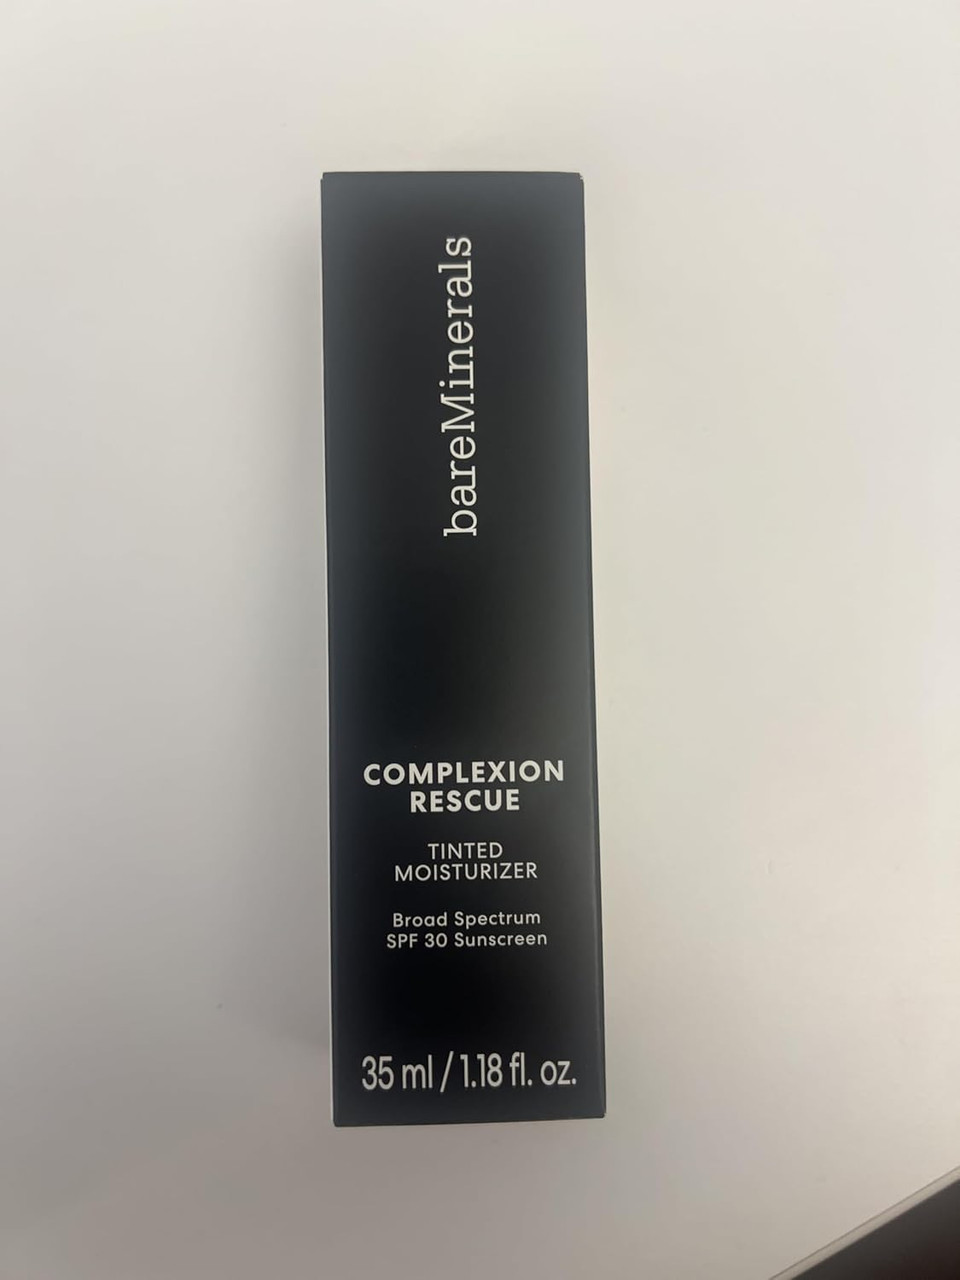 bareMinerals
COMPLEXION
RESCUE
TINTED
MOISTURIZER
Broad Spectrum
SPF 30 Sunscreen
35 ml / 1.18 fl. oz.